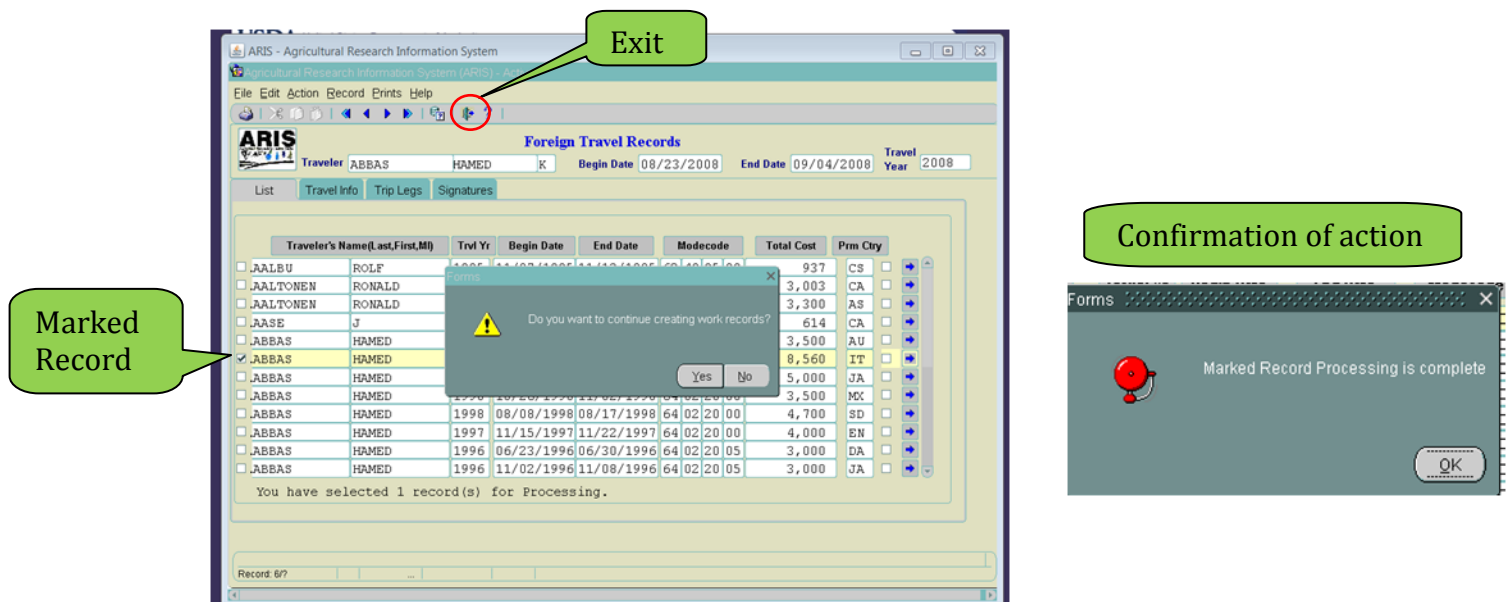 Exit
ARIS - Agricultural Research Information System
Agricultural Research Information System (ARIS) -
File Edit Action Record Prints Help
ARIS
Foreign Travel Records
Traveler ABBAS HAMED K Begin Date 08/23/2008 End Date 09/04/2008 Travel Year 2008
List Travel Info Trip Legs Signatures
Traveler's Name(Last,First,MI) Trvl Yr Begin Date End Date Modecode Total Cost Prm Ctry
AALBU ROLF 1995 937 CS
AALTONEN RONALD 3,003 CA
AALTONEN RONALD 3,300 AS
AASE J 614 CA
ABBAS HAMED 3,500 AU
ABBAS HAMED 8,560 IT
ABBAS HAMED 5,000 JA
ABBAS HAMED 3,500 MX
ABBAS HAMED 1998 08/08/1998 08/17/1998 64 02 20 00 4,700 SD
ABBAS HAMED 1997 11/15/1997 11/22/1997 64 02 20 00 4,000 EN
ABBAS HAMED 1996 06/23/1996 06/30/1996 64 02 20 05 3,000 DA
ABBAS HAMED 1996 11/02/1996 11/08/1996 64 02 20 05 3,000 JA
You have selected 1 record(s) for Processing.
Record: 6/?
...
Forms
Do you want to continue creating work records?
Yes No
Marked
Record
Confirmation of action
Forms
Marked Record Processing is complete
OK